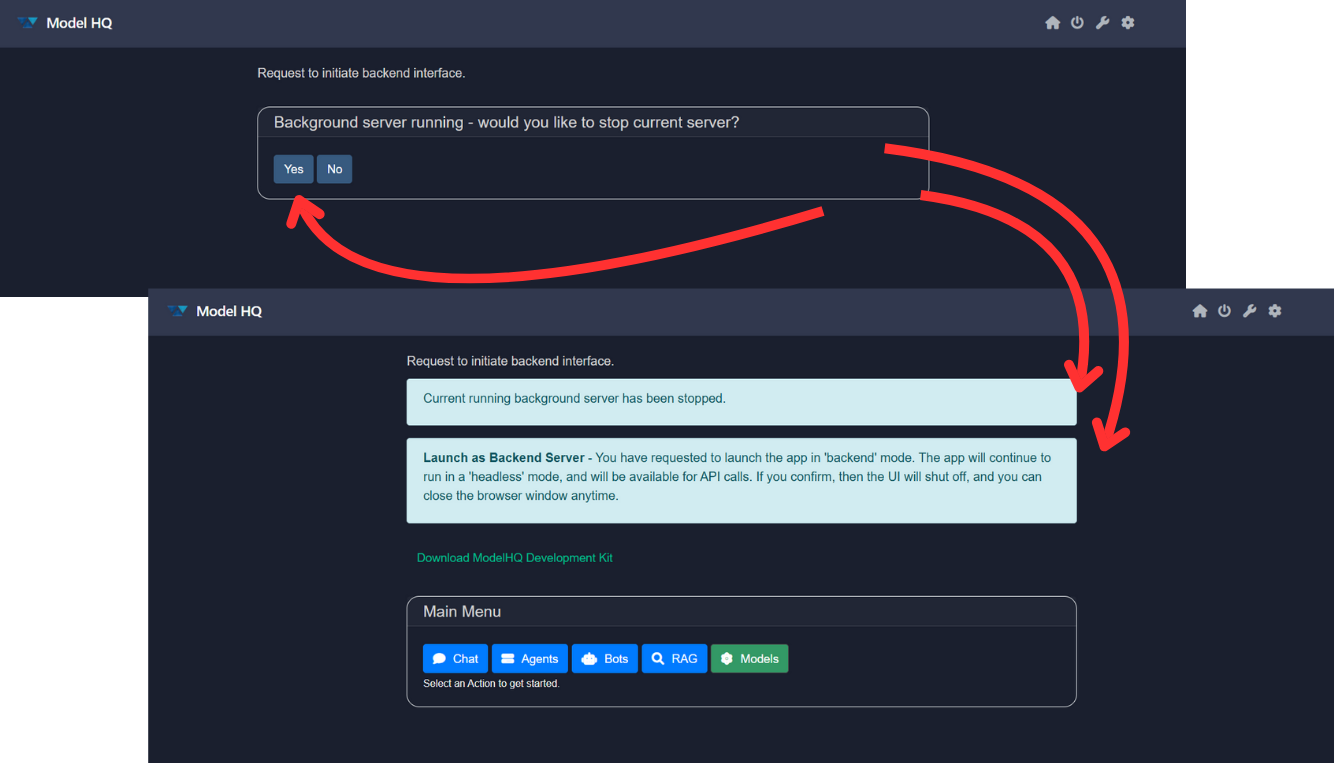 Model HQ
Request to initiate backend interface.
Background server running - would you like to stop current server?
Yes No
Model HQ
Request to initiate backend interface.
Current running background server has been stopped.
Launch as Backend Server - You have requested to launch the app in 'backend' mode. The app will continue to
run in a 'headless' mode, and will be available for API calls. If you confirm, then the UI will shut off, and you can
close the browser window anytime.
Download ModelHQ Development Kit
Main Menu
Chat Agents Bots RAG Models
Select an Action to get started.